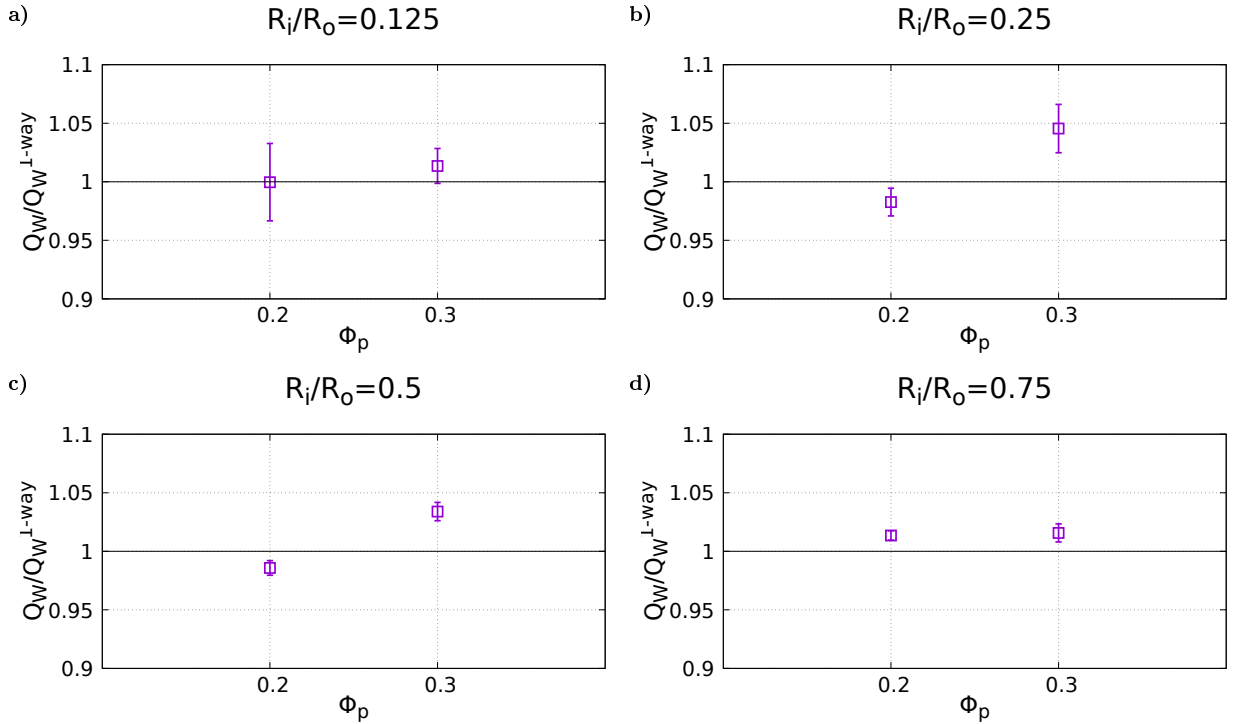 a)
R_i/R_o=0.125
1.1
1.05
1
0.95
0.9
Q_W/Q_W^1-way
0.2 0.3
Φ_p
b)
R_i/R_o=0.25
1.1
1.05
1
0.95
0.9
Q_W/Q_W^1-way
0.2 0.3
Φ_p
c)
R_i/R_o=0.5
1.1
1.05
1
0.95
0.9
Q_W/Q_W^1-way
0.2 0.3
Φ_p
d)
R_i/R_o=0.75
1.1
1.05
1
0.95
0.9
Q_W/Q_W^1-way
0.2 0.3
Φ_p